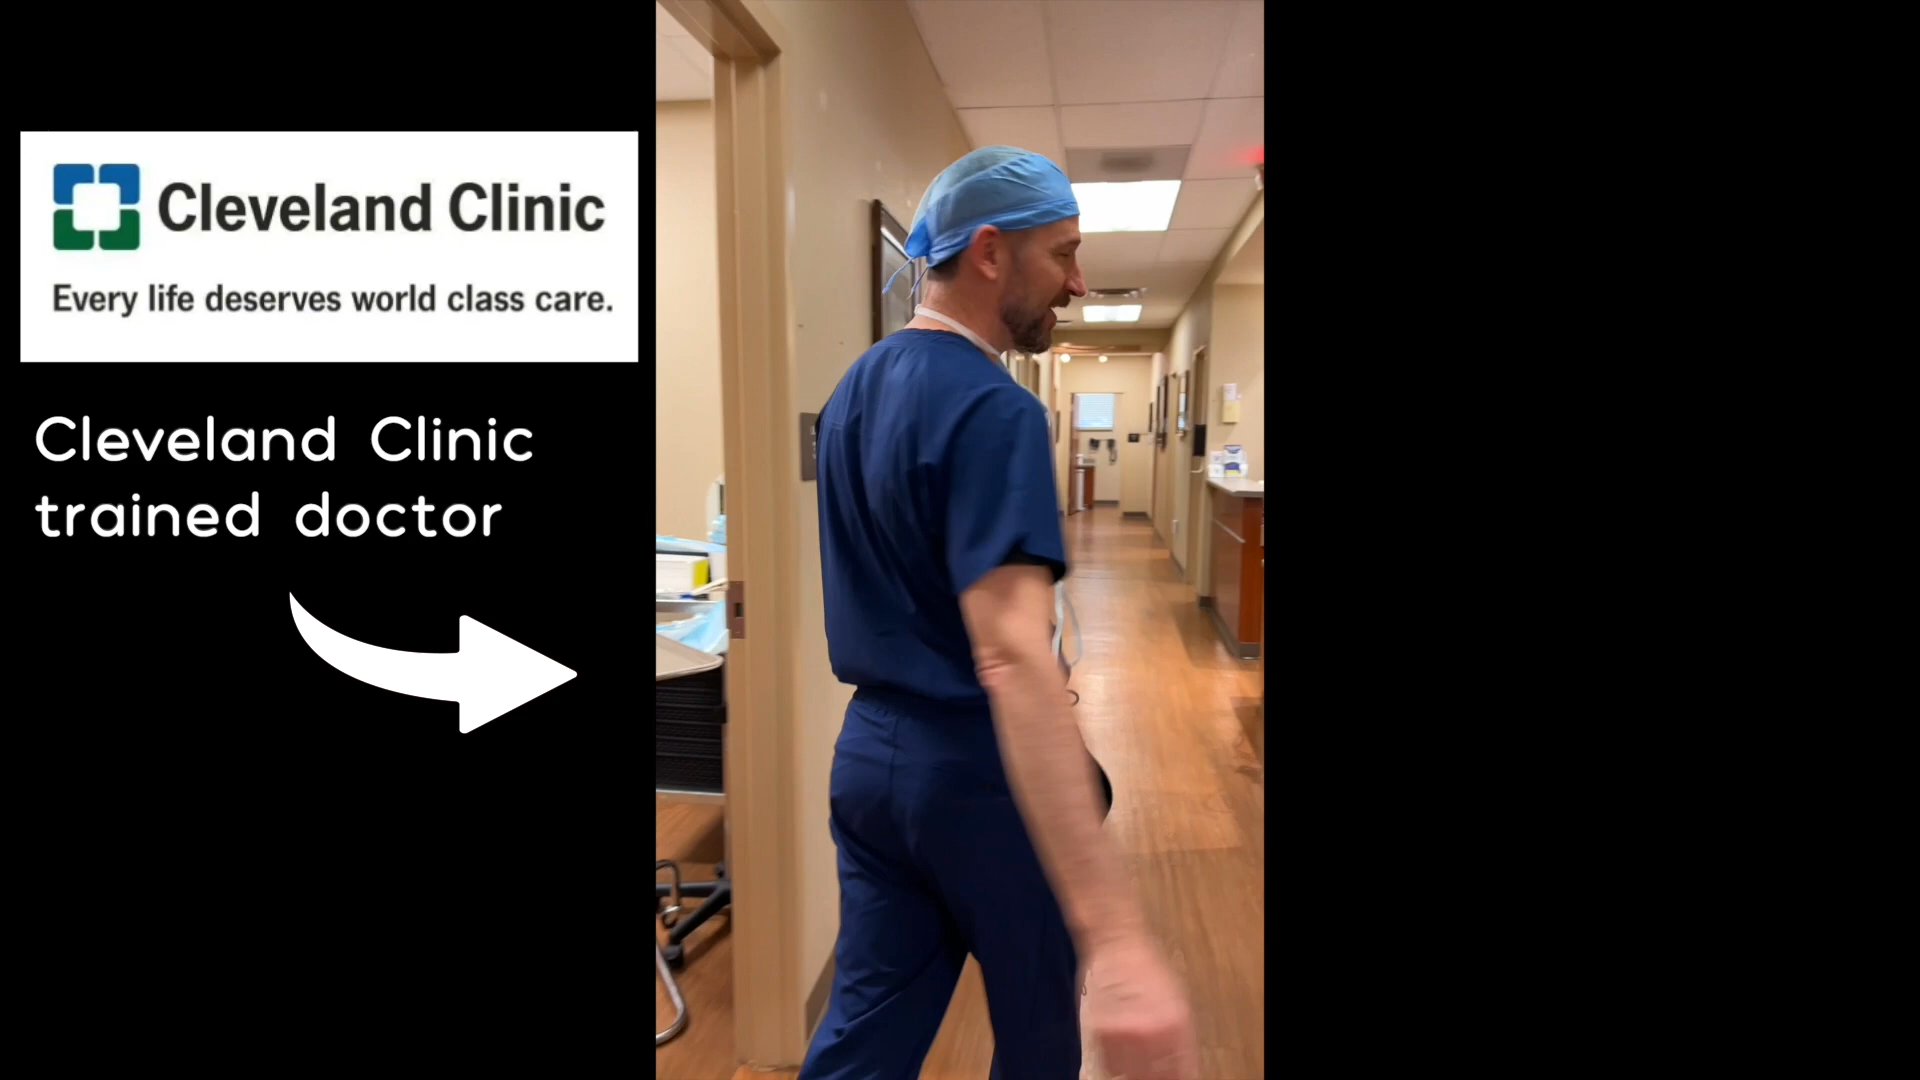 Cleveland Clinic
Every life deserves world class care.
Cleveland Clinic
trained doctor